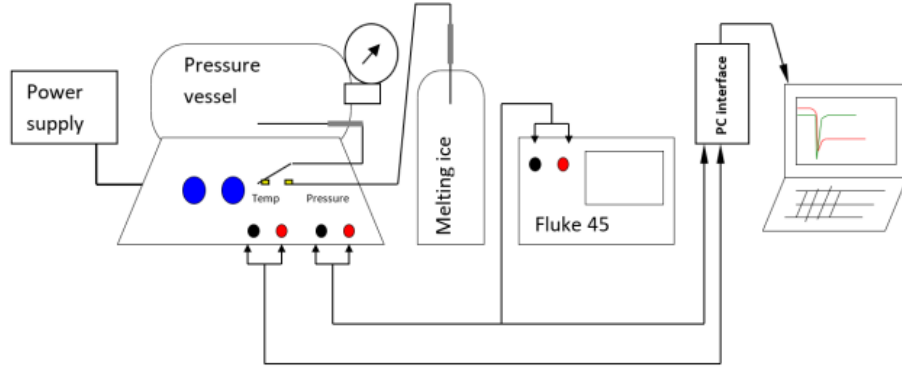 Power
supply
Pressure
vessel
Temp
Pressure
Melting ice
Fluke 45
PC interface